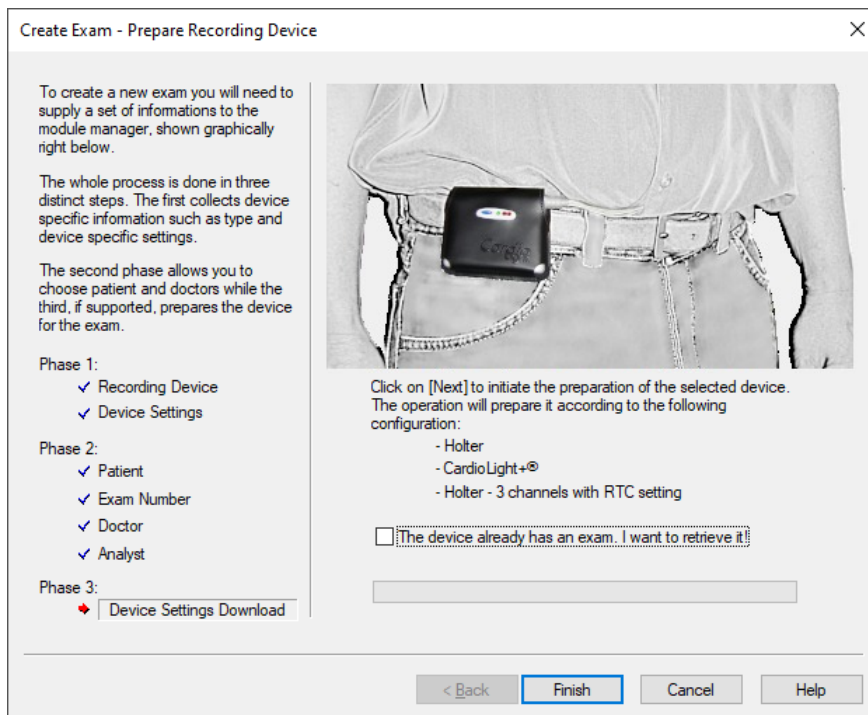 Create Exam - Prepare Recording Device
To create a new exam you will need to
supply a set of informations to the
module manager, shown graphically
right below.
The whole process is done in three
distinct steps. The first collects device
specific information such as type and
device specific settings.
The second phase allows you to
choose patient and doctors while the
third, if supported, prepares the device
for the exam.
Phase 1:
Recording Device
Device Settings
Phase 2:
Patient
Exam Number
Doctor
Analyst
Phase 3:
Device Settings Download
Cardio
Click on [Next] to initiate the preparation of the selected device.
The operation will prepare it according to the following
configuration:
- Holter
- CardioLight+®
- Holter - 3 channels with RTC setting
The device already has an exam. I want to retrieve it!
< Back
Finish
Cancel
Help